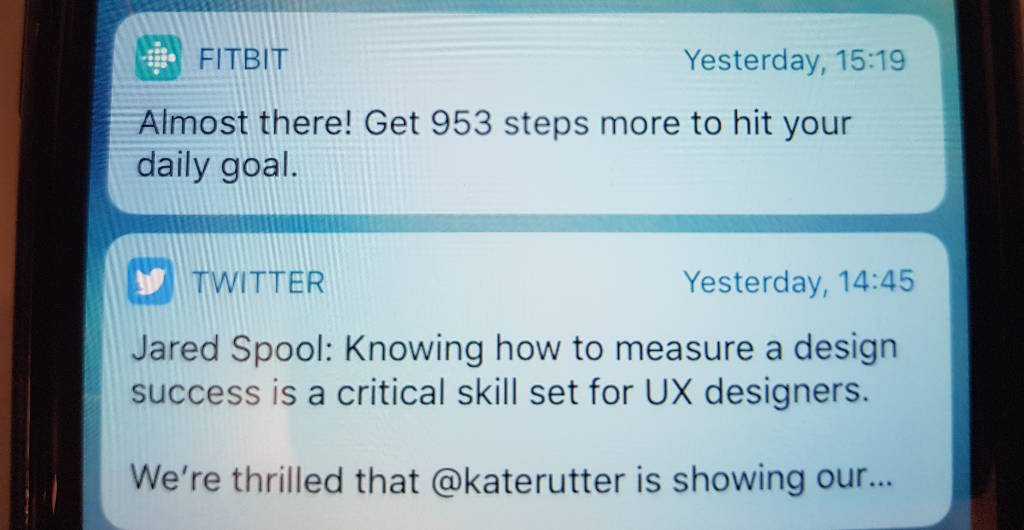 FITBIT Yesterday, 15:19
Almost there! Get 953 steps more to hit your
daily goal.
TWITTER Yesterday, 14:45
Jared Spool: Knowing how to measure a design
success is a critical skill set for UX designers.
We're thrilled that @katerutter is showing our...